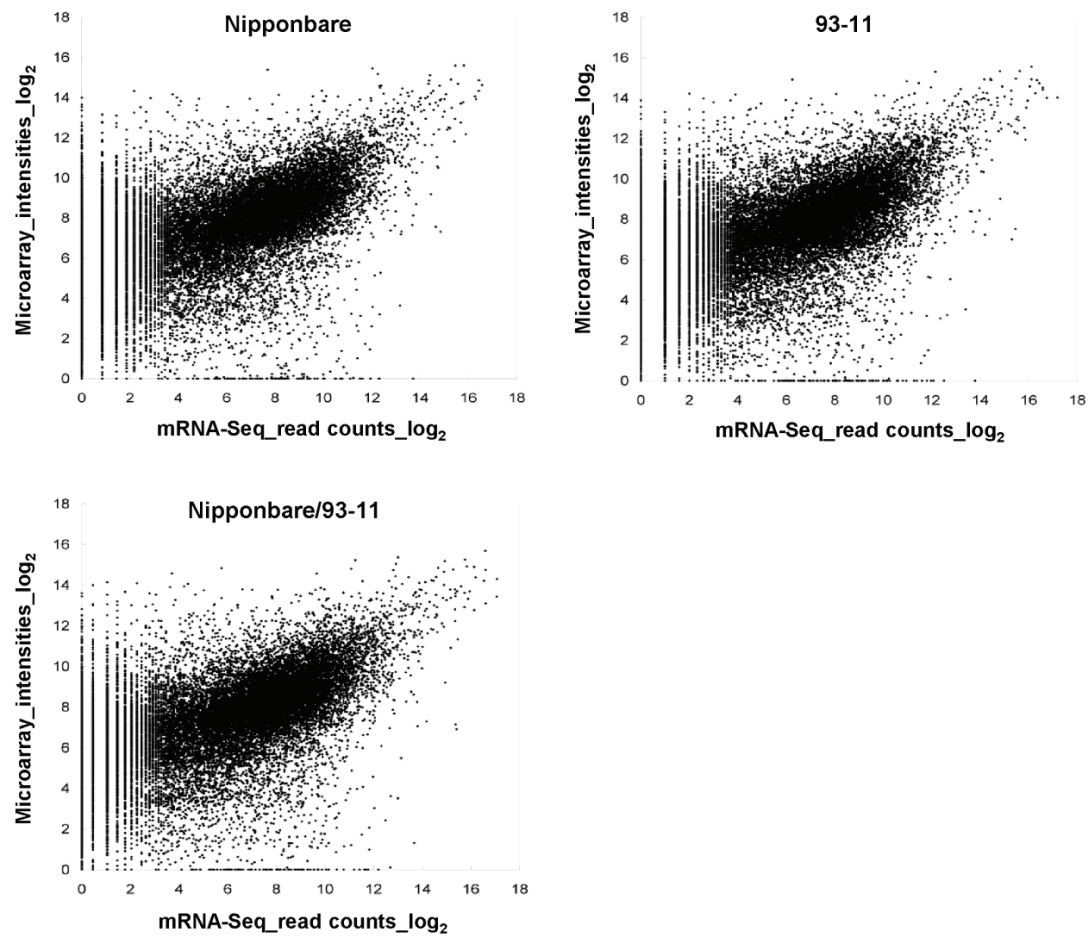 Nipponbare
Microarray_intensities_log2
18
16
14
12
10
8
6
4
2
0
0 2 4 6 8 10 12 14 16 18
mRNA-Seq_read counts_log2
93-11
Microarray_intensities_log2
18
16
14
12
10
8
6
4
2
0
0 2 4 6 8 10 12 14 16 18
mRNA-Seq_read counts_log2
Nipponbare/93-11
Microarray_intensities_log2
18
16
14
12
10
8
6
4
2
0
0 2 4 6 8 10 12 14 16 18
mRNA-Seq_read counts_log2